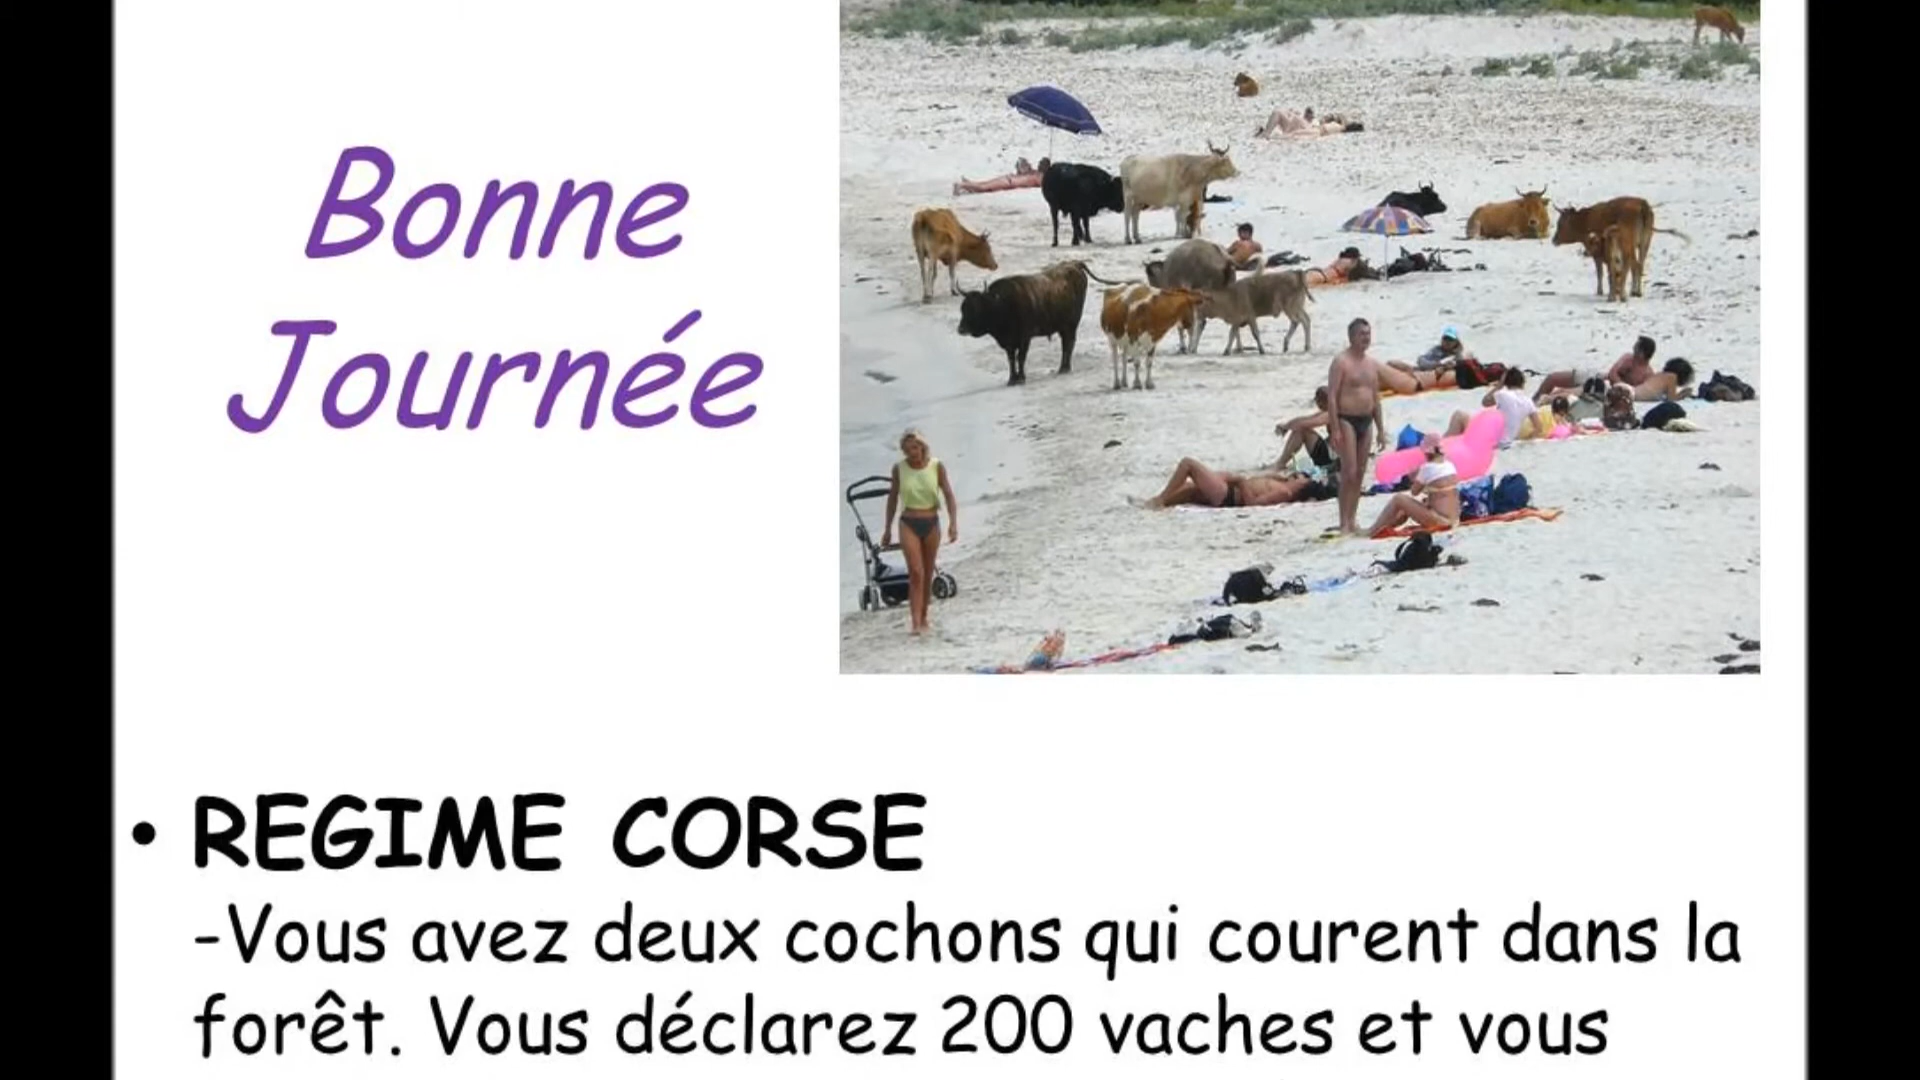 Bonne
Journée
• REGIME CORSE
-Vous avez deux cochons qui courent dans la
forêt. Vous déclarez 200 vaches et vous